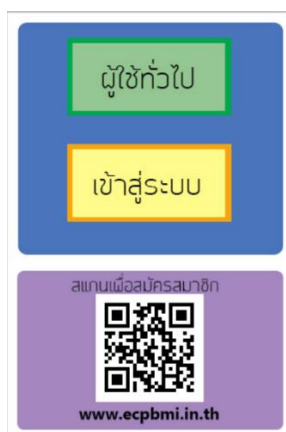 ผู้ใช้ทั่วไป
เข้าสู่ระบบ
สแกนเพื่อสมัครสมาชิก
www.ecpbmi.in.th